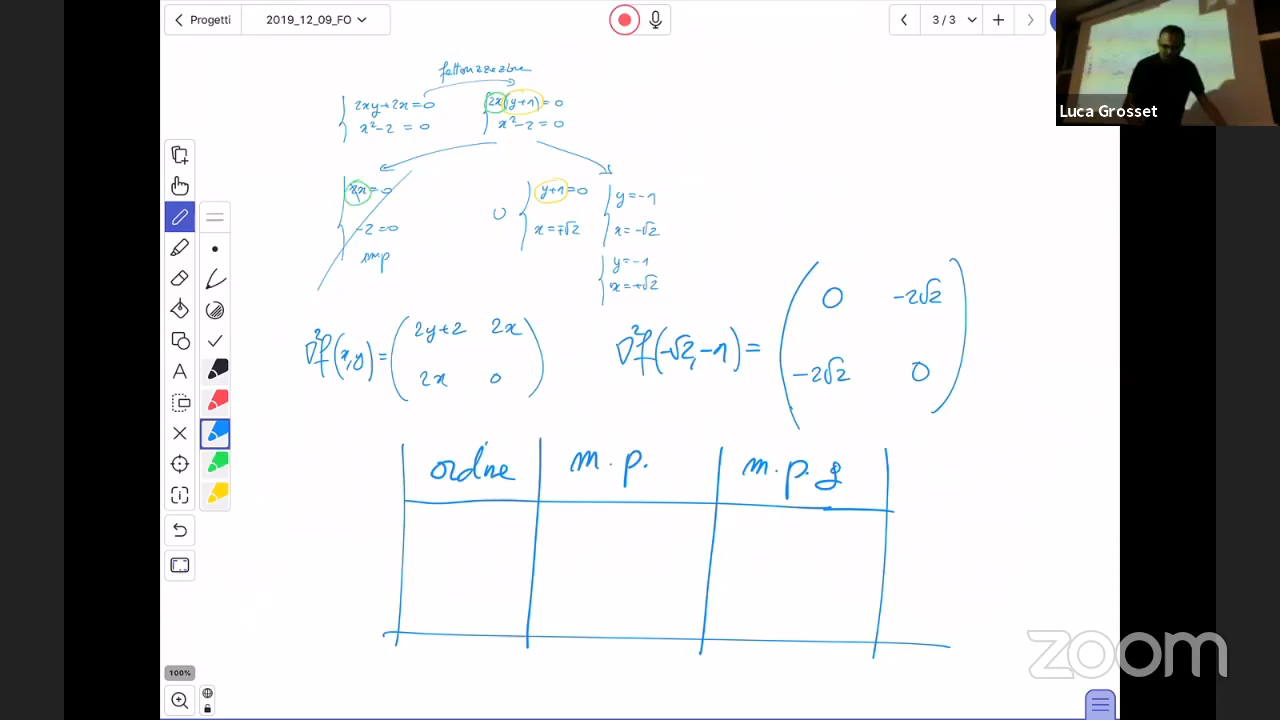 Progetti
2019_12_09_FO
3/3
Luca Grosset
fattorizzazione
2xy+2x=0
x²-2=0
2x(y+1)=0
x²-2=0
2x=0
-2=0
imp
o
y+1=0
x=∓√2
y=-1
x=-√2
y=-1
x=+√2
∇²f(x,y)=
2y+2 2x
2x 0
∇²f(-√2,-1)=
0 -2√2
-2√2 0
ordine m.p. m.p.g
100%
zoom